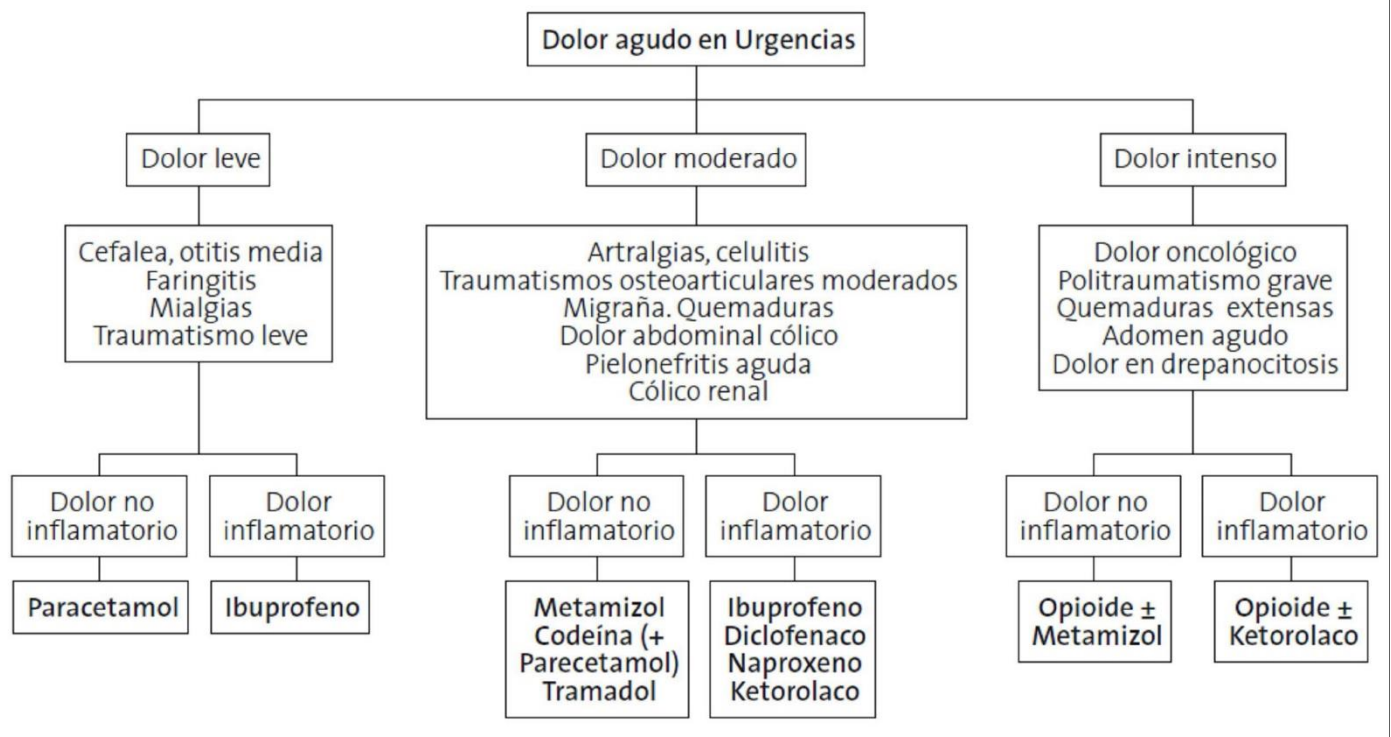 Dolor agudo en Urgencias
Dolor leve
Dolor moderado
Dolor intenso
Cefalea, otitis media
Faringitis
Mialgias
Traumatismo leve
Artralgias, celulitis
Traumatismos osteoarticulares moderados
Migraña. Quemaduras
Dolor abdominal cólico
Pielonefritis aguda
Cólico renal
Dolor oncológico
Politraumatismo grave
Quemaduras extensas
Adomen agudo
Dolor en drepanocitosis
Dolor no
inflamatorio
Dolor
inflamatorio
Dolor no
inflamatorio
Dolor
inflamatorio
Dolor no
inflamatorio
Dolor
inflamatorio
Paracetamol
Ibuprofeno
Metamizol
Codeína (+
Parecetamol)
Tramadol
Ibuprofeno
Diclofenaco
Naproxeno
Ketorolaco
Opioide ±
Metamizol
Opioide ±
Ketorolaco